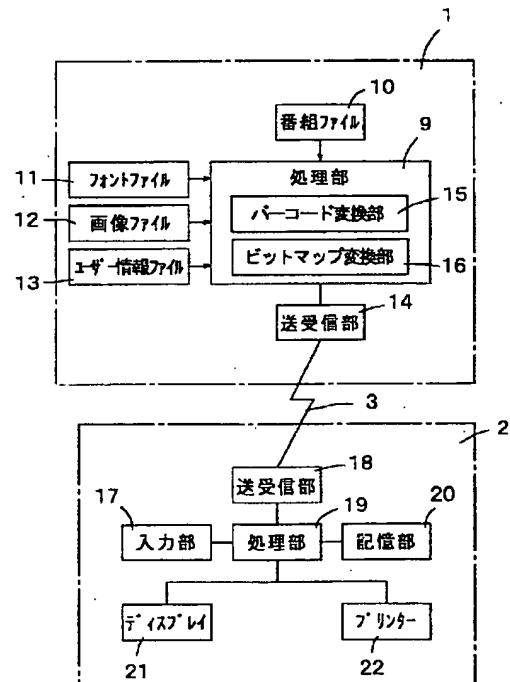 1
10
番組ファイル
9
11
フォントファイル
処理部
15
バーコード変換部
12
画像ファイル
ビットマップ変換部
16
13
ユーザー情報ファイル
14
送受信部
3
2
18
送受信部
17
19
20
入力部
処理部
記憶部
ディスプレイ
プリンター
21
22